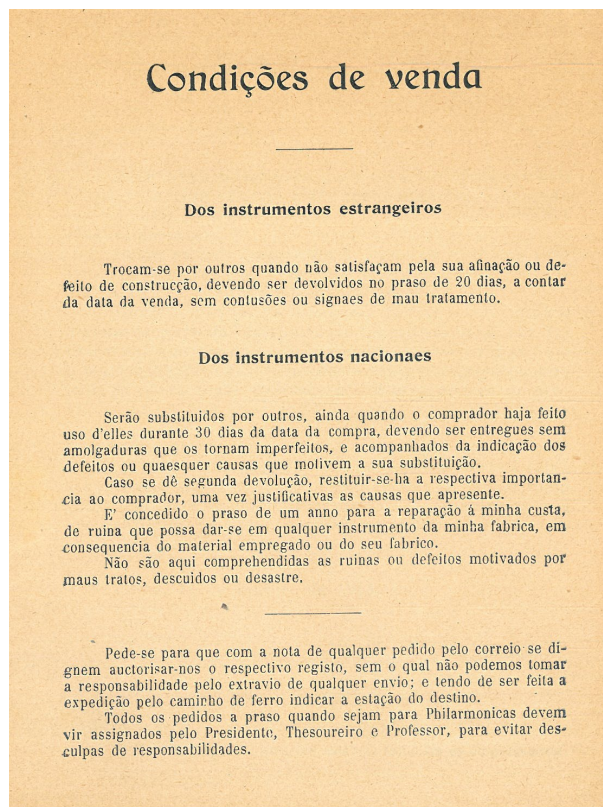 Condições de venda
Dos instrumentos estrangeiros
Trocam-se por outros quando não satisfaçam pela sua afinação ou de-
feito de construcção, devendo ser devolvidos no praso de 20 dias, a contar
da data da venda, sem contusões ou signaes de mau tratamento.
Dos instrumentos nacionaes
Serão substituidos por outros, ainda quando o comprador haja feito
uso d'elles durante 30 dias da data da compra, devendo ser entregues sem
amolgaduras que os tornam imperfeitos, e acompanhados da indicação dos
defeitos ou quaesquer causas que motivem a sua substituição.
Caso se dê segunda devolução, restituir-se-ha a respectiva importan-
cia ao comprador, uma vez justificativas as causas que apresente.
E' concedido o praso de um anno para a reparação á minha custa,
de ruina que possa dar-se em qualquer instrumento da minha fabrica, em
consequencia do material empregado ou do seu fabrico.
Não são aqui comprehendidas as ruinas ou defeitos motivados por
maus tratos, descuidos ou desastre.
Pede-se para que com a nota de qualquer pedido pelo correio se di-
gnem auctorisar-nos o respectivo registo, sem o qual não podemos tomar
a responsabilidade pelo extravio de qualquer envio; e tendo de ser feita a
expedição pelo caminho de ferro indicar a estação do destino.
Todos os pedidos a praso quando sejam para Philarmonicas devem
vir assignados pelo Presidente, Thesoureiro e Professor, para evitar des-
culpas de responsabilidades.